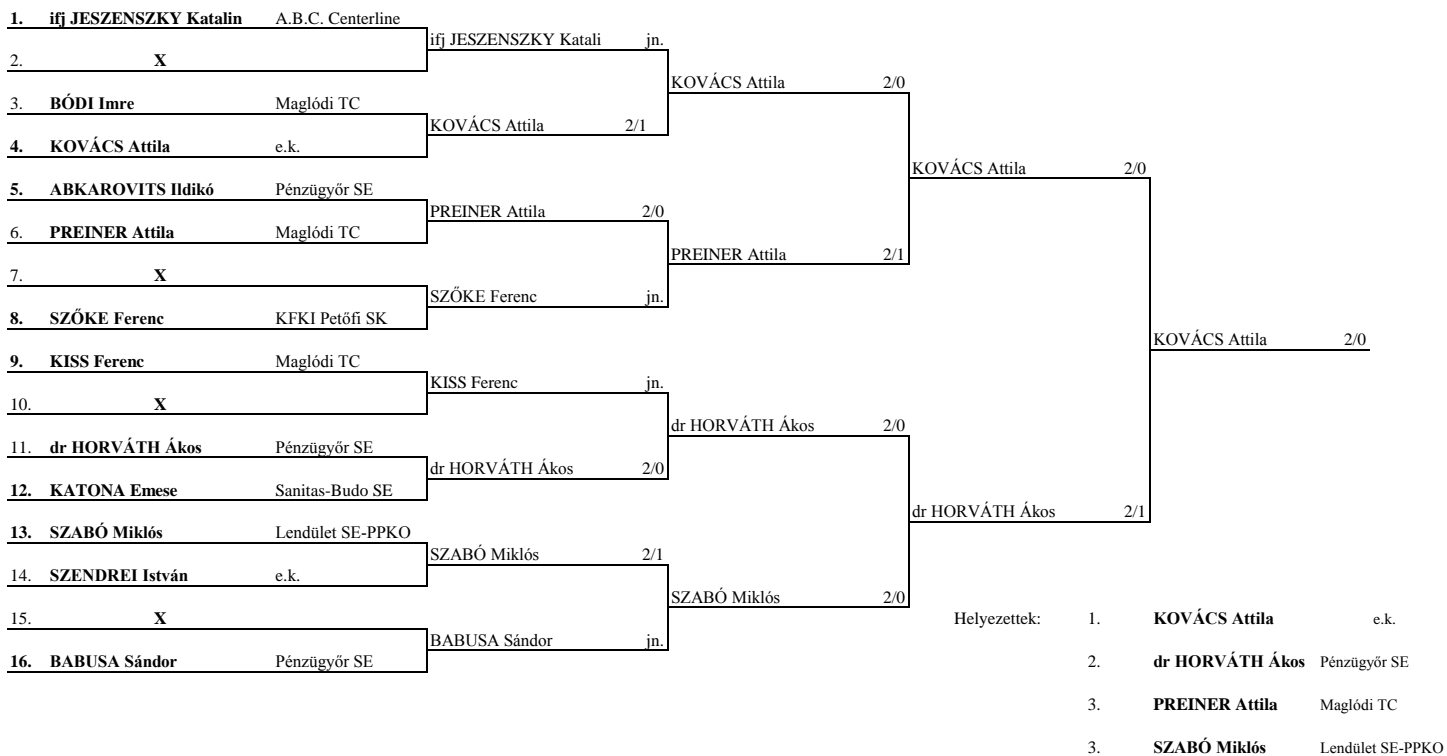 1. ifj JESZENSZKY Katalin A.B.C. Centerline
ifj JESZENSZKY Katali jn.
2. X
KOVÁCS Attila 2/0
3. BÓDI Imre Maglódi TC
KOVÁCS Attila 2/1
4. KOVÁCS Attila e.k.
KOVÁCS Attila 2/0
5. ABKAROVITS Ildikó Pénzügyőr SE
PREINER Attila 2/0
6. PREINER Attila Maglódi TC
PREINER Attila 2/1
7. X
SZŐKE Ferenc jn.
8. SZŐKE Ferenc KFKI Petőfi SK
KOVÁCS Attila 2/0
9. KISS Ferenc Maglódi TC
KISS Ferenc jn.
10. X
dr HORVÁTH Ákos 2/0
11. dr HORVÁTH Ákos Pénzügyőr SE
dr HORVÁTH Ákos 2/0
12. KATONA Emese Sanitas-Budo SE
dr HORVÁTH Ákos 2/1
13. SZABÓ Miklós Lendület SE-PPKO
SZABÓ Miklós 2/1
14. SZENDREI István e.k.
SZABÓ Miklós 2/0
15. X
BABUSA Sándor jn.
16. BABUSA Sándor Pénzügyőr SE
Helyezettek: 1. KOVÁCS Attila e.k.
2. dr HORVÁTH Ákos Pénzügyőr SE
3. PREINER Attila Maglódi TC
3. SZABÓ Miklós Lendület SE-PPKO